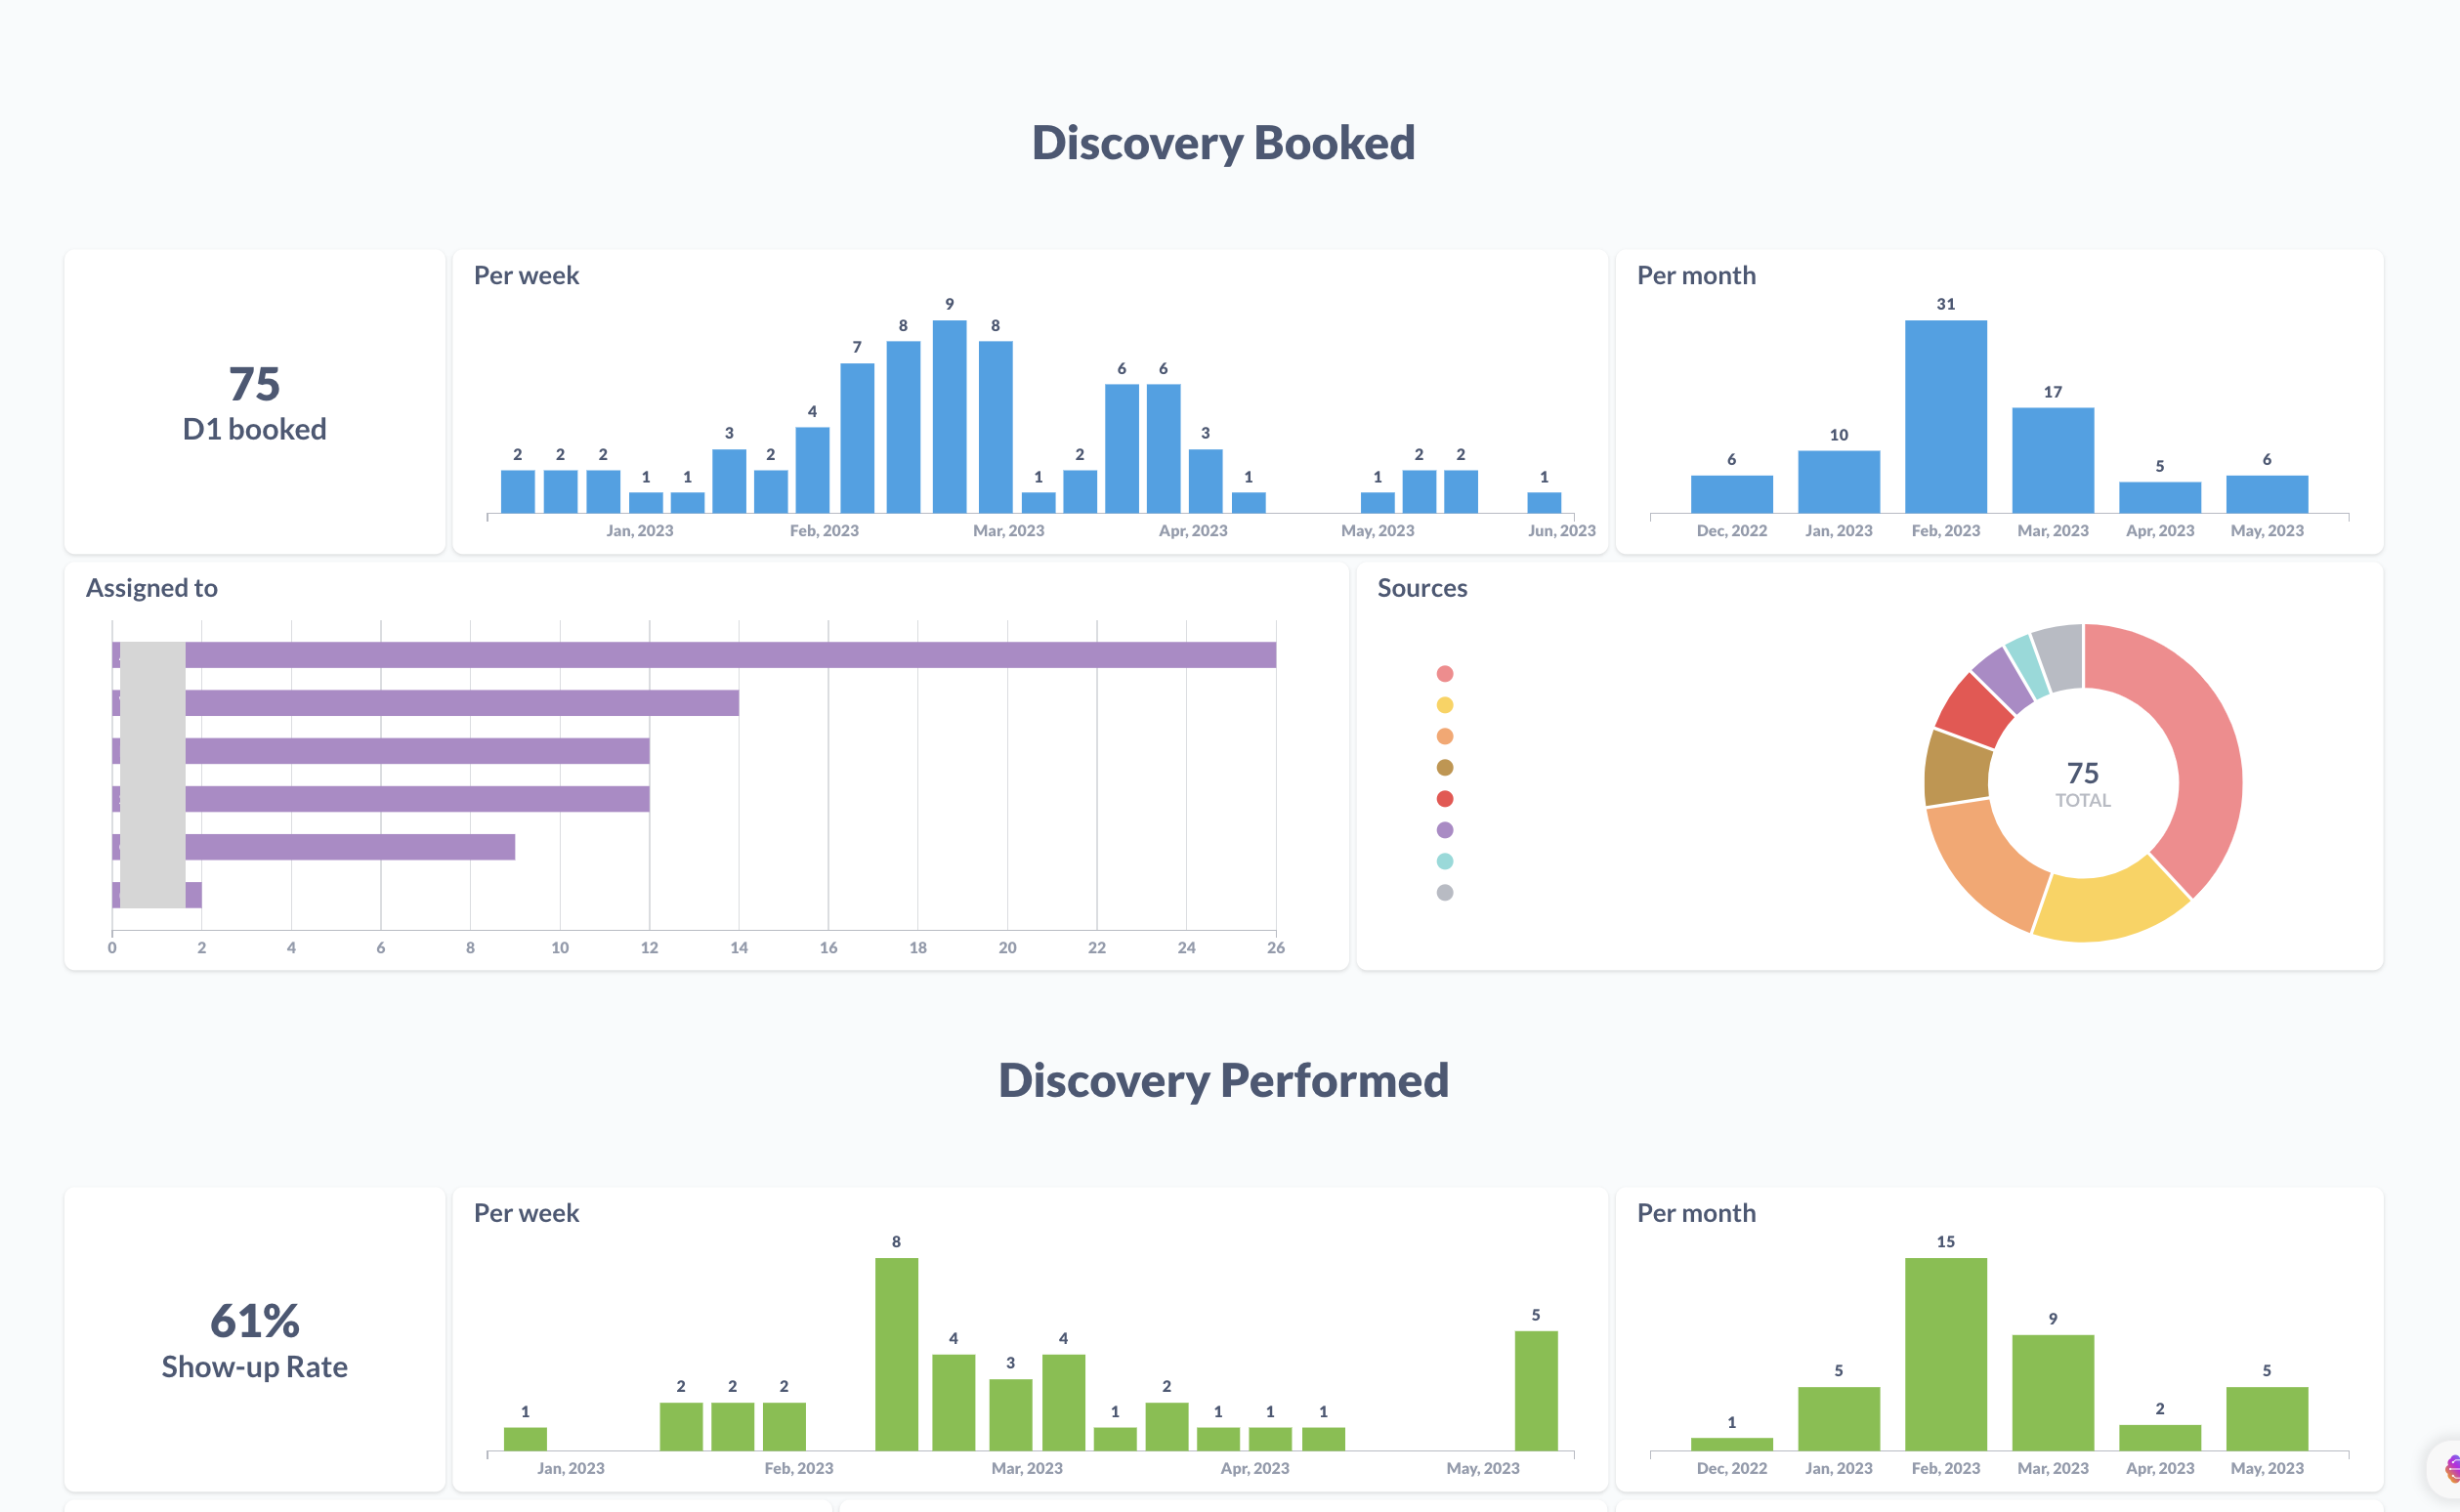 Discovery Booked
75
D1 booked
Per week
2 2 2 1 1 3 2 4 7 8 9 8 1 2 6 6 3 1 1 2 2 1
Jan, 2023 Feb, 2023 Mar, 2023 Apr, 2023 May, 2023 Jun, 2023
Per month
6 10 31 17 5 6
Dec, 2022 Jan, 2023 Feb, 2023 Mar, 2023 Apr, 2023 May, 2023
Assigned to
0 2 4 6 8 10 12 14 16 18 20 22 24 26
Sources
75
TOTAL
Discovery Performed
61%
Show-up Rate
Per week
1 2 2 2 8 4 3 4 1 2 1 1 1 5
Jan, 2023 Feb, 2023 Mar, 2023 Apr, 2023 May, 2023
Per month
1 5 15 9 2 5
Dec, 2022 Jan, 2023 Feb, 2023 Mar, 2023 Apr, 2023 May, 2023